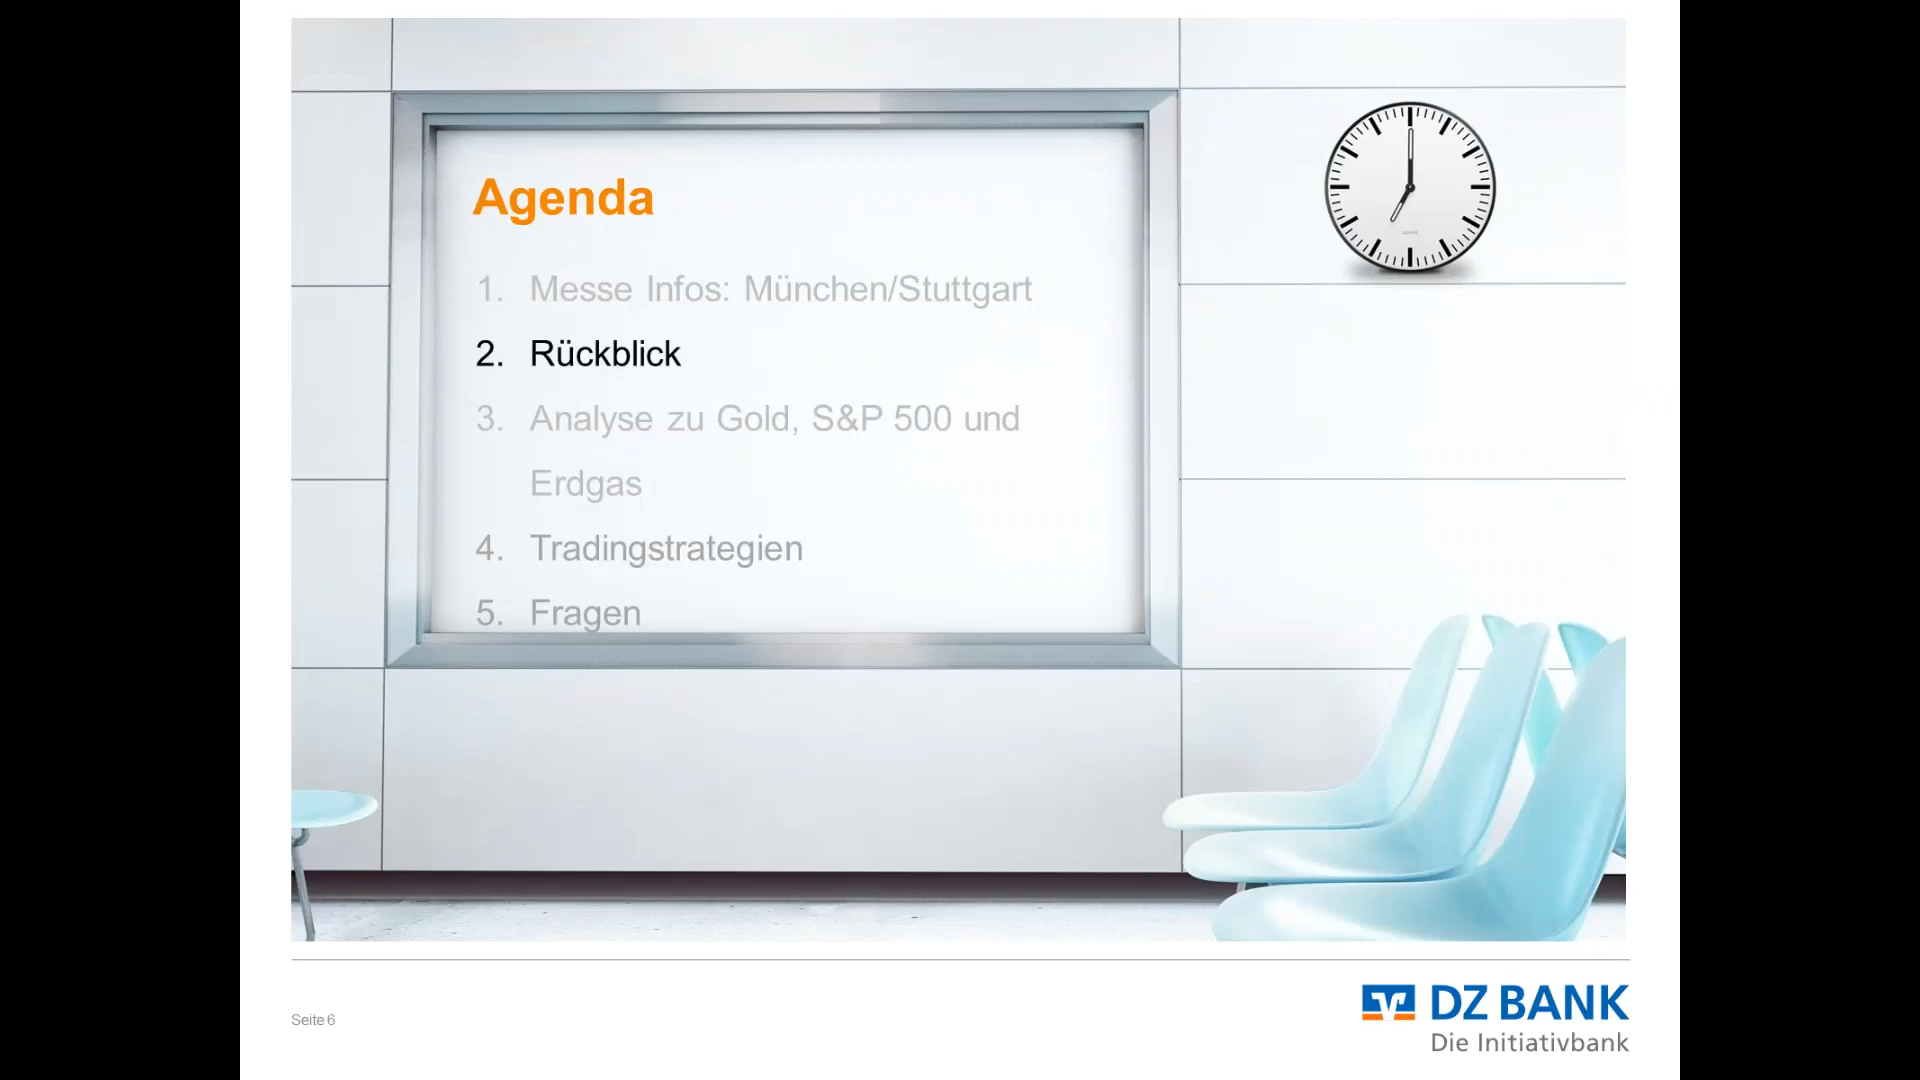 Agenda
1. Messe Infos: München/Stuttgart
2. Rückblick
3. Analyse zu Gold, S&P 500 und
Erdgas
4. Tradingstrategien
5. Fragen
Seite 6
DZ BANK
Die Initiativbank